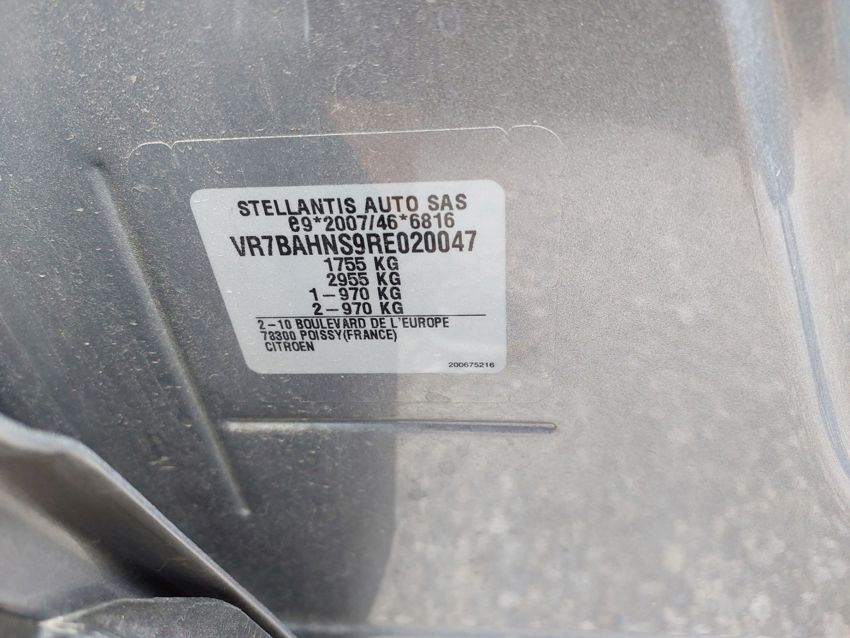 STELLANTIS AUTO SAS
e9*2007/46*6816
VR7BAHNS9RE020047
1755 KG
2955 KG
1-970 KG
2-970 KG
2-10 BOULEVARD DE L'EUROPE
78300 POISSY(FRANCE)
CITROEN
200675216